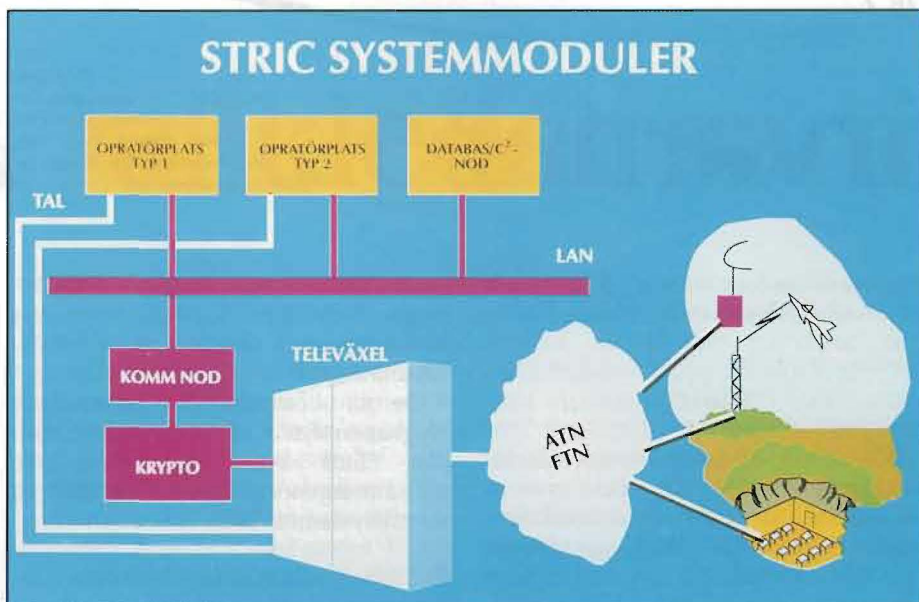 STRIC SYSTEMMODULER
OPRATÖRPLATS
TYP 1
OPRATÖRPLATS
TYP 2
DATABAS/C²-
NOD
TAL
LAN
TELEVÄXEL
KOMM NOD
KRYPTO
ATN
FTN